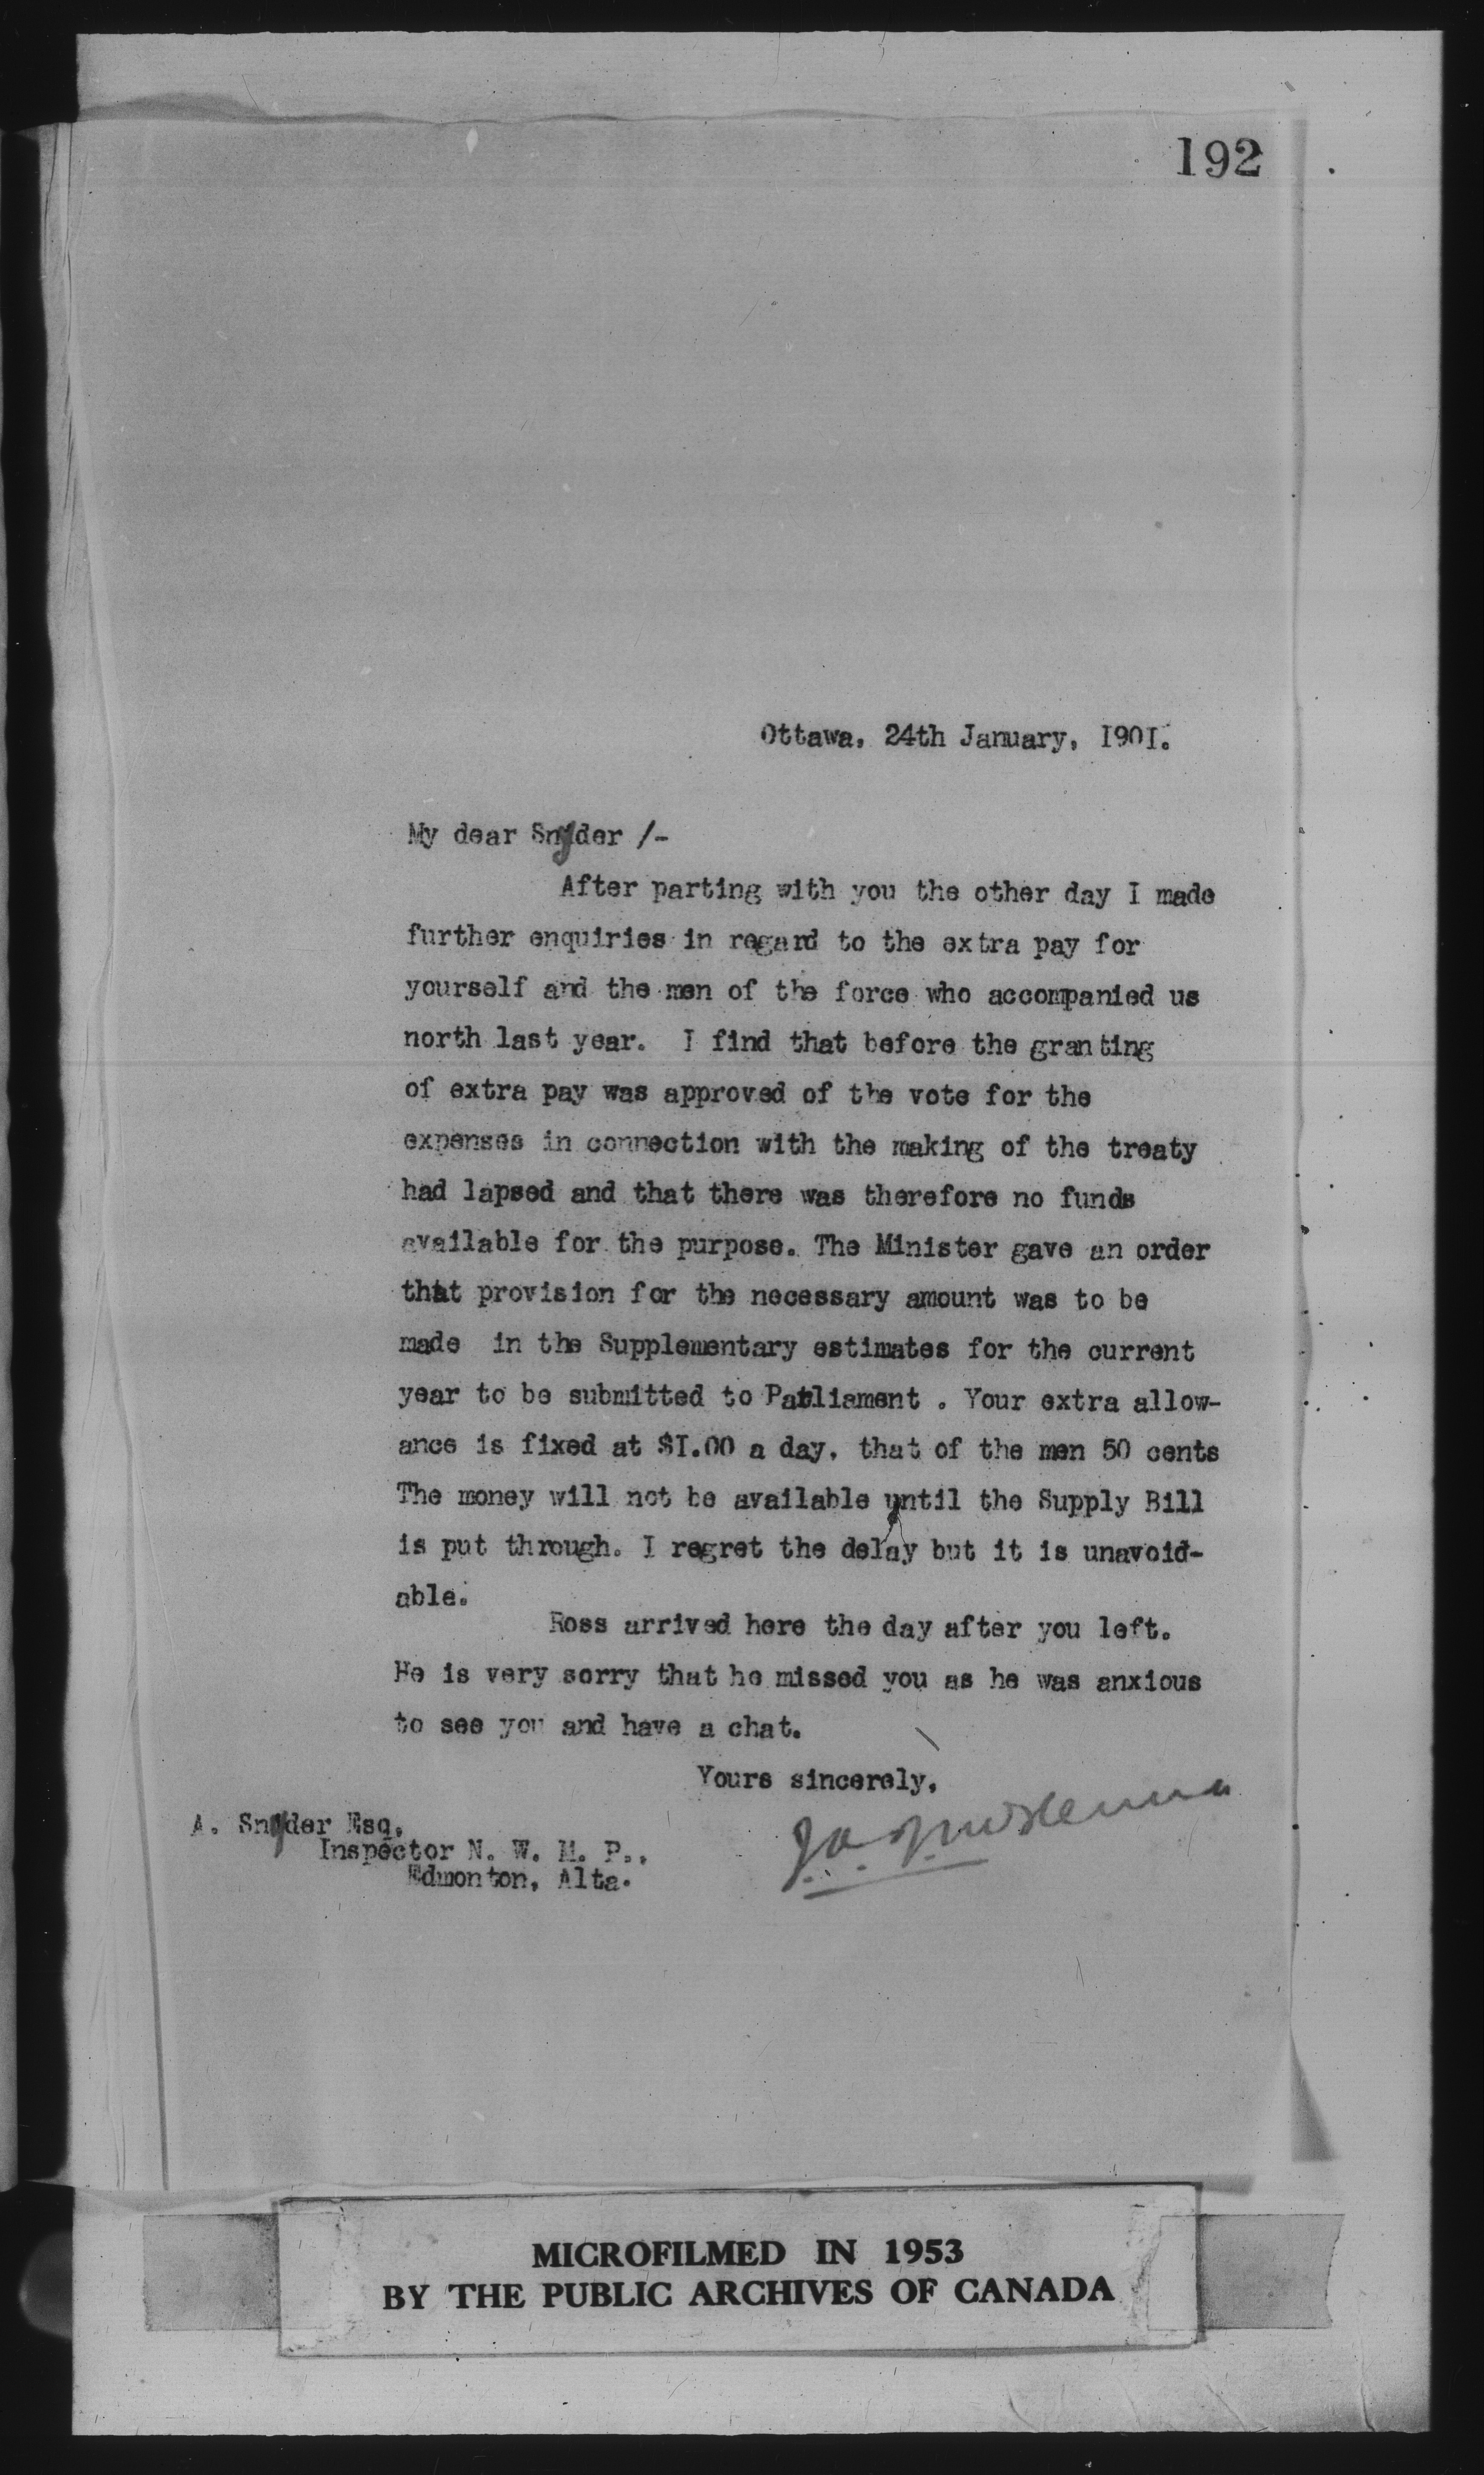 192
Ottawa, 24th January, 1901.
My dear Snyder /-
After parting with you the other day I made
further enquiries in regard to the extra pay for
yourself and the men of the force who accompanied us
north last year. I find that before the granting
of extra pay was approved of the vote for the
expenses in connection with the making of the treaty
had lapsed and that there was therefore no funds
available for the purpose. The Minister gave an order
that provision for the necessary amount was to be
made in the Supplementary estimates for the current
year to be submitted to Parliament . Your extra allow-
ance is fixed at $1.00 a day, that of the men 50 cents
The money will not be available until the Supply Bill
is put through. I regret the delay but it is unavoid-
able.
Ross arrived here the day after you left.
He is very sorry that he missed you as he was anxious
to see you and have a chat.
Yours sincerely,
A. Snyder Esq,
Inspector N. W. M. P.,
Edmonton, Alta.
MICROFILMED IN 1953
BY THE PUBLIC ARCHIVES OF CANADA